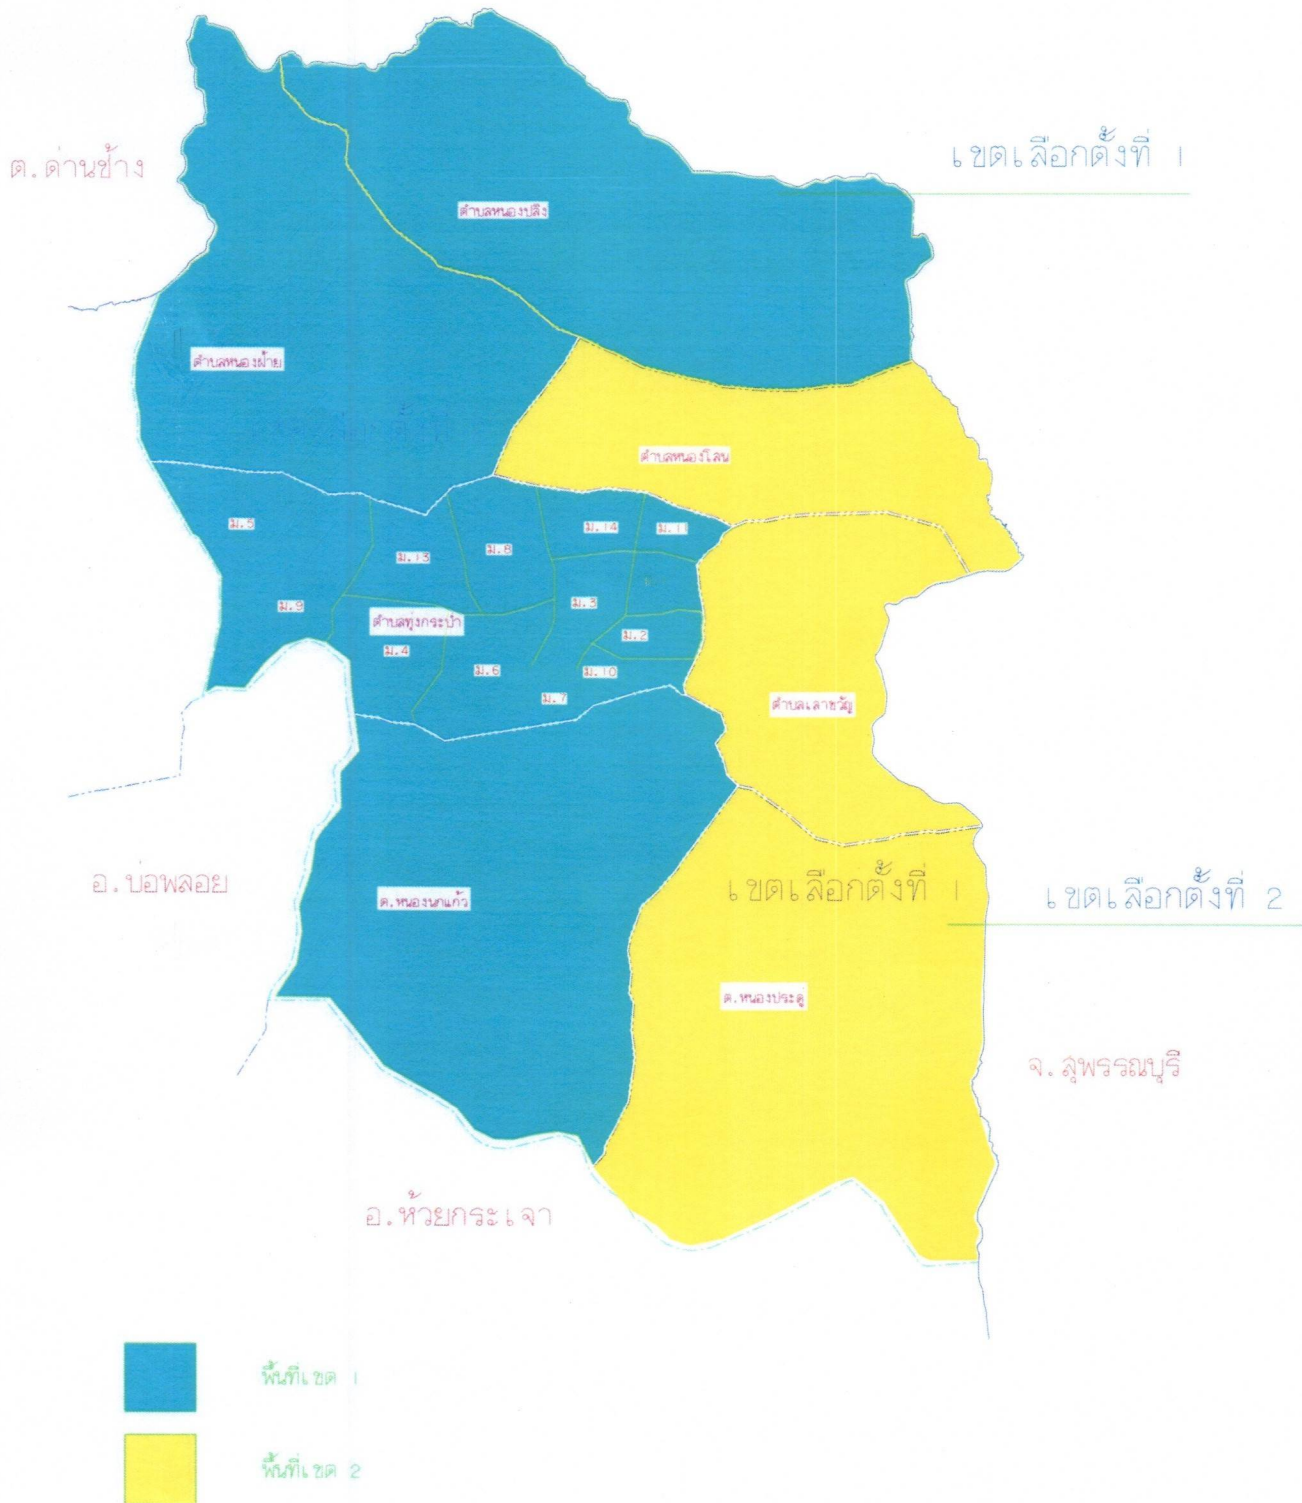 ต.ด่านช้าง
เขตเลือกตั้งที่ 1
ตำบลหนองปลิง
ตำบลหนองฝ้าย
ตำบลหนองโสน
ม.5
ม.13
ม.8
ม.14
ม.11
ม.9
ตำบลทุ่งกระบ่ำ
ม.3
ม.4
ม.6
ม.2
ม.10
ม.7
ตำบลเลาขวัญ
อ.บ่อพลอย
ต.หนองนกแก้ว
เขตเลือกตั้งที่ 1
เขตเลือกตั้งที่ 2
ต.หนองประดู่
จ.สุพรรณบุรี
อ.ห้วยกระเจา
พื้นที่เขต 1
พื้นที่เขต 2